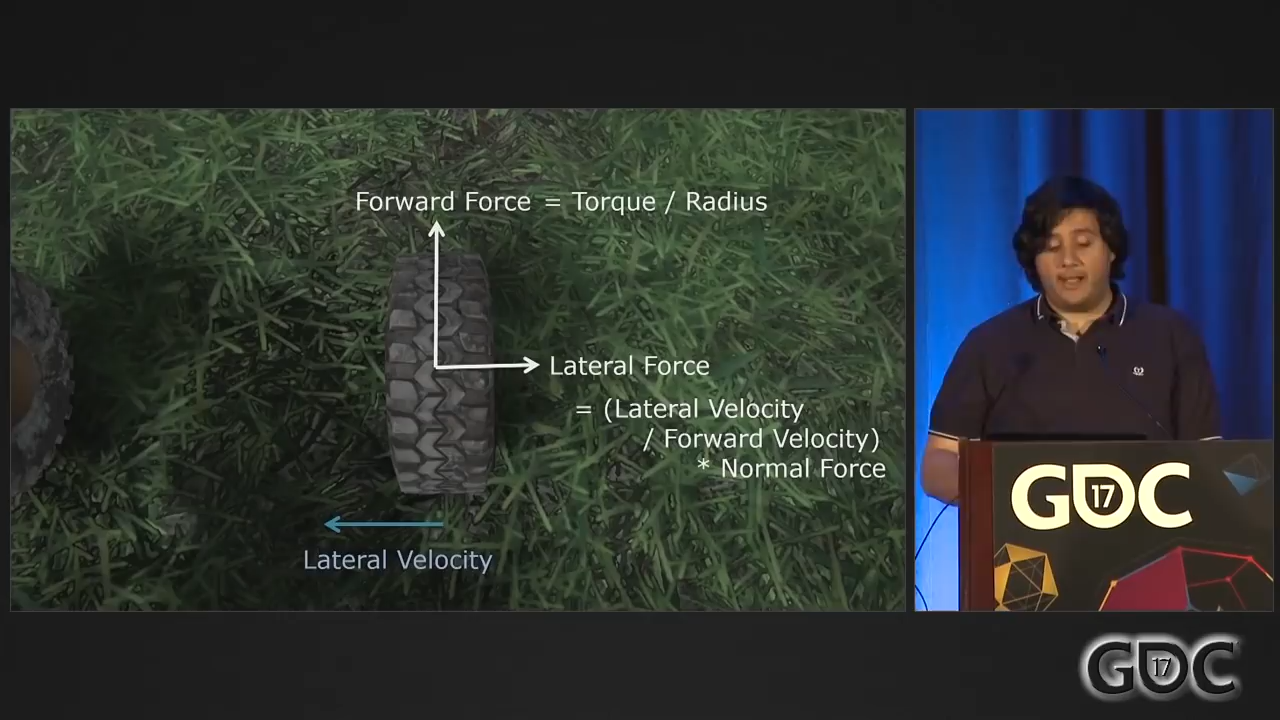 Forward Force = Torque / Radius
Lateral Force
= (Lateral Velocity
/ Forward Velocity)
* Normal Force
Lateral Velocity
GDC 17
GDC 17